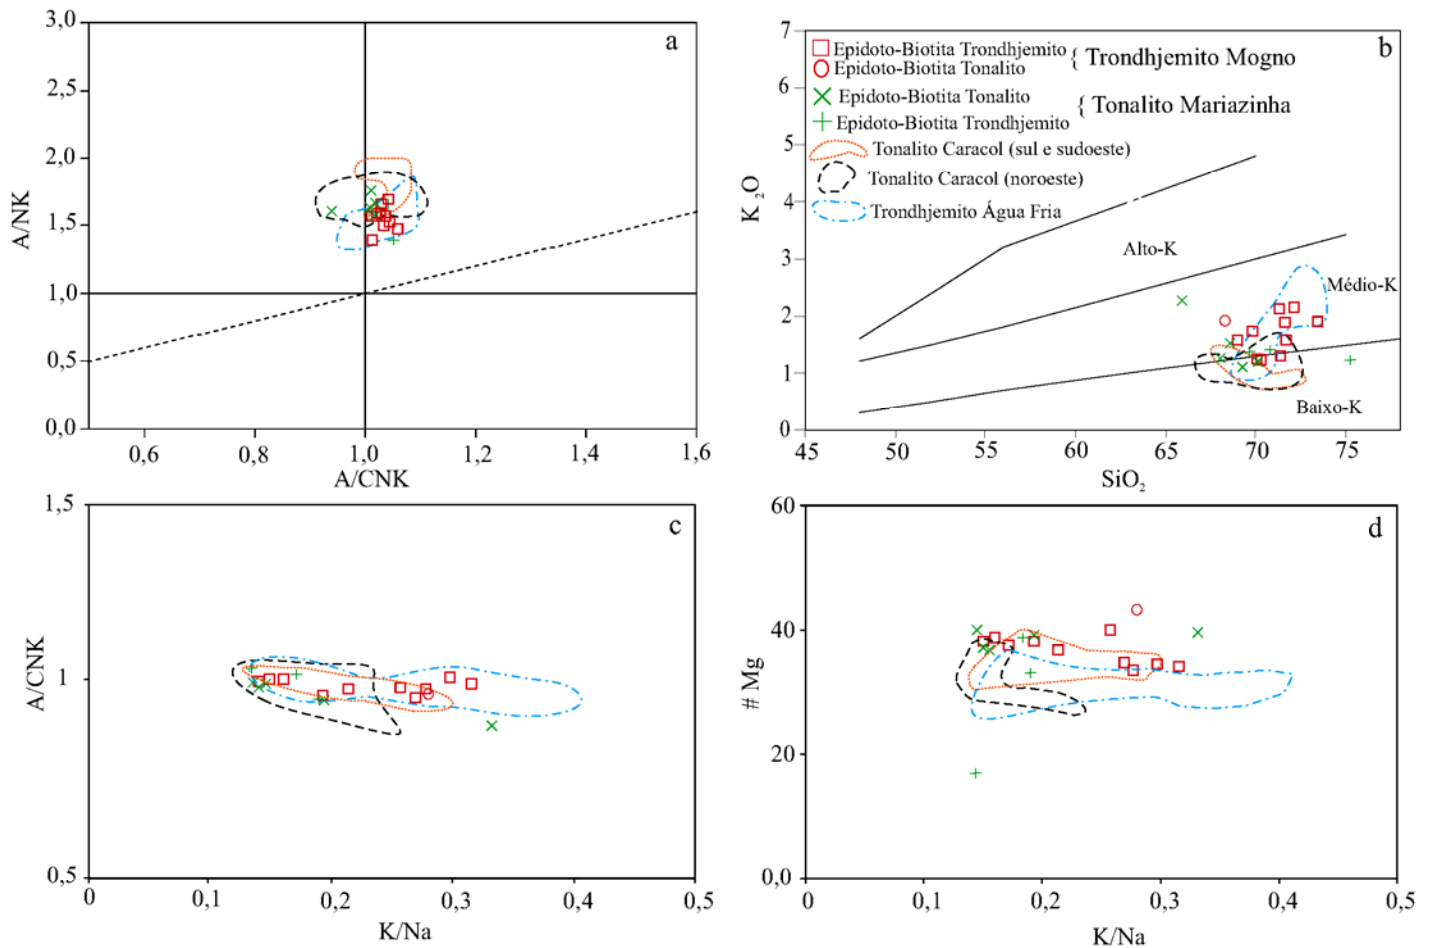 a
3,0
2,5
2,0
1,5
1,0
0,5
0,0
A/NK
0,6
0,8
1,0
1,2
1,4
1,6
A/CNK
b
7
6
5
4
3
2
1
0
K2O
Epidoto-Biotita Trondhjemito
Epidoto-Biotita Tonalito
{ Trondhjemito Mogno
Epidoto-Biotita Tonalito
Epidoto-Biotita Trondhjemito
{ Tonalito Mariazinha
Tonalito Caracol (sul e sudoeste)
Tonalito Caracol (noroeste)
Trondhjemito Água Fria
Alto-K
Médio-K
Baixo-K
45
50
55
60
65
70
75
SiO2
c
1,5
1
0,5
A/CNK
0
0,1
0,2
0,3
0,4
0,5
K/Na
d
60
40
20
0,0
# Mg
0
0,1
0,2
0,3
0,4
0,5
K/Na